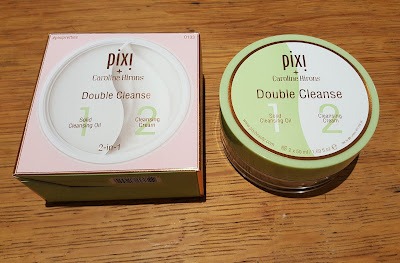 pixi
+ Caroline Hirons
Double Cleanse
1
Solid
Cleansing Oil
2
Cleansing
Cream
2-in-1
pixi
+ Caroline Hirons
Double Cleanse
1
Solid
Cleansing Oil
2
Cleansing
Cream